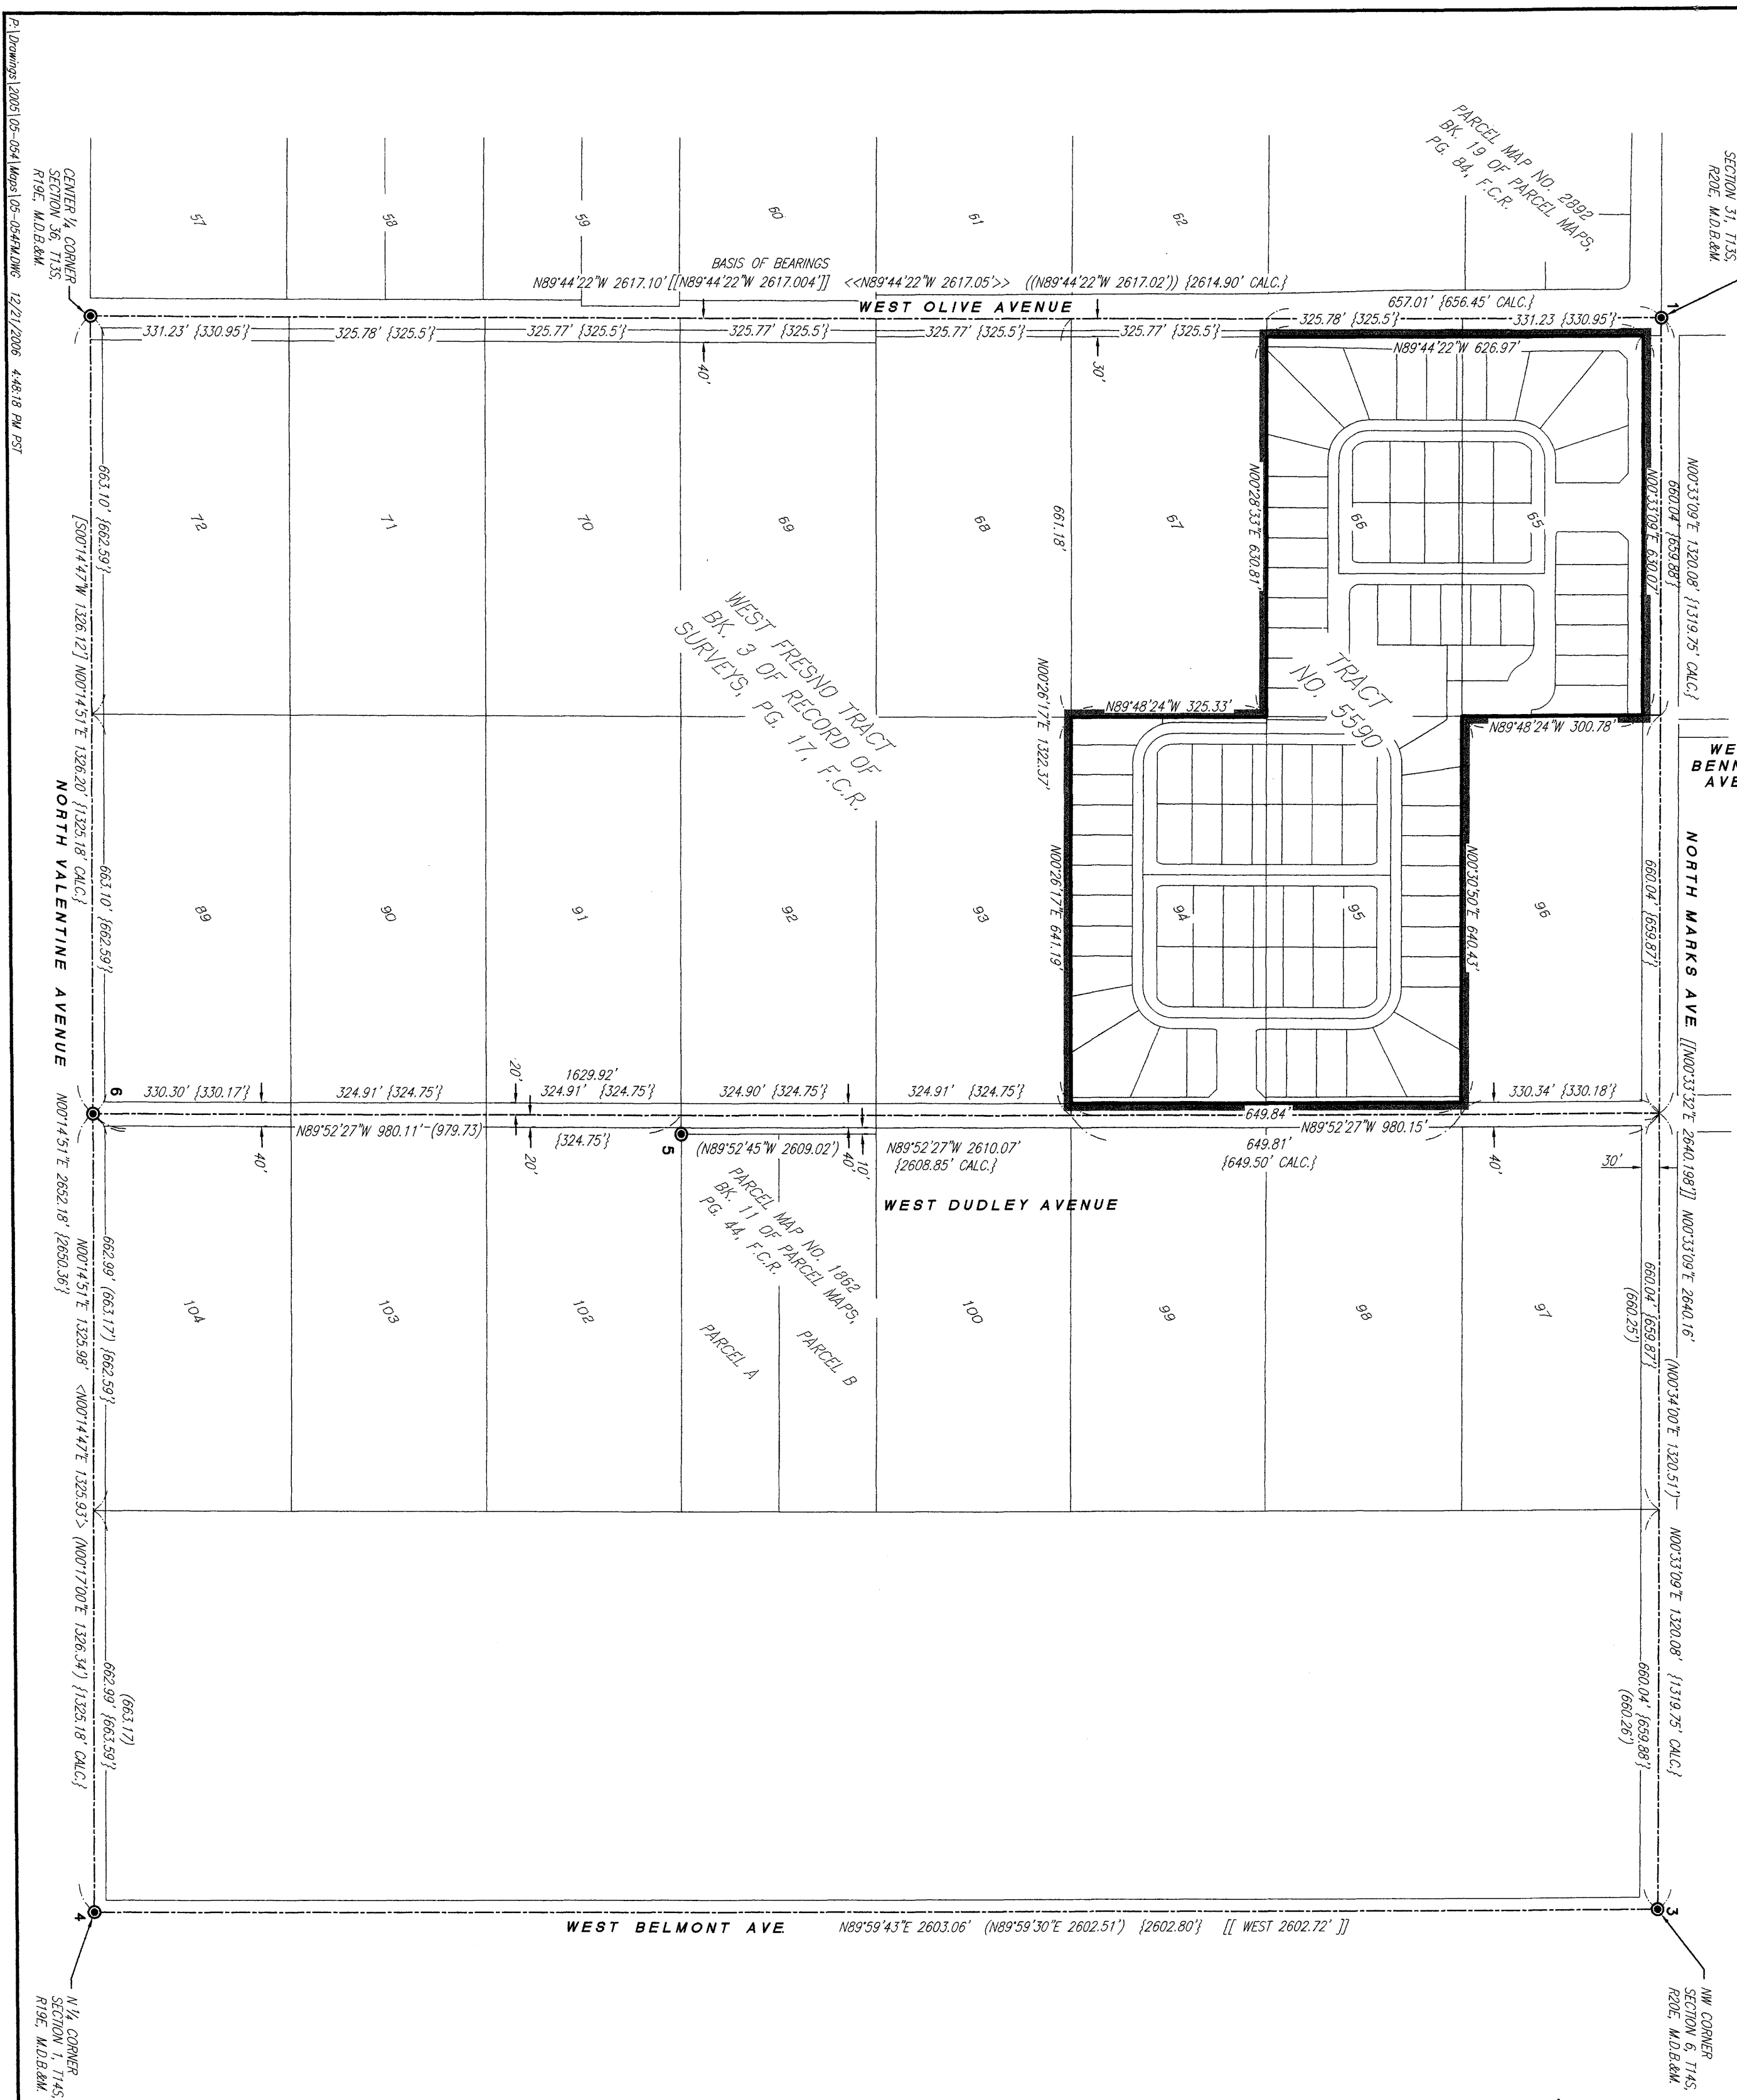 SECTION 31, T13S,
R20E, M.D.B.&M.
PARCEL MAP NO. 2892
BK. 19 OF PARCEL MAPS,
PG. 84, F.C.R.
CENTER 1/4 CORNER
SECTION 36, T13S,
R19E, M.D.B.&M.
57
58
59
60
61
62
BASIS OF BEARINGS
N89°44'22"W 2617.10' [[N89°44'22"W 2617.004']] <<N89°44'22"W 2617.05'>> ((N89°44'22"W 2617.02')) {2614.90' CALC.}
WEST OLIVE AVENUE
657.01' {656.45' CALC.}
1
331.23' {330.95'}
325.78' {325.5'}
325.77' {325.5'}
325.77' {325.5'}
325.77' {325.5'}
325.77' {325.5'}
325.78' {325.5'}
331.23 {330.95'}
N89°44'22"W 626.97'
40'
30'
N00°33'09"E 1320.08' {1319.75' CALC.}
660.04' {659.88'}
N00°33'09"E 630.07'
N00°28'33"E 630.81'
661.18'
663.10' {662.59'}
72
71
70
69
68
67
66
65
[S00°14'47"W 1326.12'] N00°14'51"E 1326.20' {1325.18' CALC.}
WEST FRESNO TRACT
BK. 3 OF RECORD OF
SURVEYS, PG. 17, F.C.R.
TRACT
NO. 5590
N00°26'17"E 1322.37'
N89°48'24"W 325.33'
N89°48'24"W 300.78'
WE
BENN
AVE
NORTH VALENTINE AVENUE
663.10' {662.59'}
89
90
91
92
93
94
95
96
N00°26'17"E 641.19'
N00°30'50"E 640.43'
660.04' {659.87'}
NORTH MARKS AVE.
[[N00°33'32"E 2640.198']] N00°33'09"E 2640.16'
6
330.30' {330.17'}
324.91' {324.75'}
20'
1629.92'
324.91' {324.75'}
324.90' {324.75'}
324.91' {324.75'}
649.84'
330.34' {330.18'}
N89°52'27"W 980.11' (979.73)
40'
20'
{324.75'}
5
(N89°52'45"W 2609.02')
40'
10'
N89°52'27"W 2610.07'
{2608.85' CALC.}
N89°52'27"W 980.15'
649.81'
{649.50' CALC.}
40'
30'
WEST DUDLEY AVENUE
PARCEL MAP NO. 1862
BK. 11 OF PARCEL MAPS,
PG. 44, F.C.R.
PARCEL A
PARCEL B
N00°14'51"E 2652.18' {2650.36'}
662.99' (663.17') {662.59'}
104
103
102
100
99
98
97
660.04' {659.87'}
(660.25')
(N00°34'00"E 1320.51')
N00°33'09"E 1320.08' {1319.75' CALC.}
N00°14'51"E 1325.98' <N00°14'47"E 1325.93'> (N00°17'00"E 1326.34') {1325.18' CALC.}
(663.17)
662.99' {663.59'}
660.04' {659.88'}
(660.26')
4
3
WEST BELMONT AVE.
N89°59'43"E 2603.06' (N89°59'30"E 2602.51') {2602.80'} [[ WEST 2602.72' ]]
N 1/4 CORNER
SECTION 1, T14S,
R19E, M.D.B.&M.
NW CORNER
SECTION 6, T14S,
R20E, M.D.B.&M.
P:\Drawings\2005\05-054\Maps\05-054FM.DWG 12/21/2006 4:48:18 PM PST